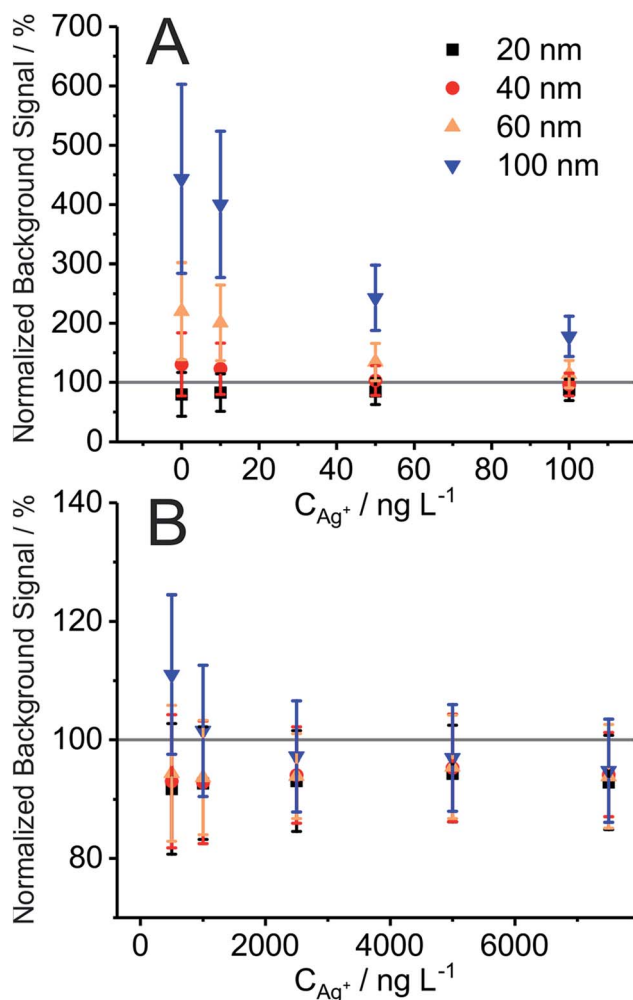 A
20 nm
40 nm
60 nm
100 nm
Normalized Background Signal / %
700
600
500
400
300
200
100
0
0 20 40 60 80 100
C_Ag⁺ / ng L⁻¹
B
Normalized Background Signal / %
140
120
100
80
0 2000 4000 6000
C_Ag⁺ / ng L⁻¹